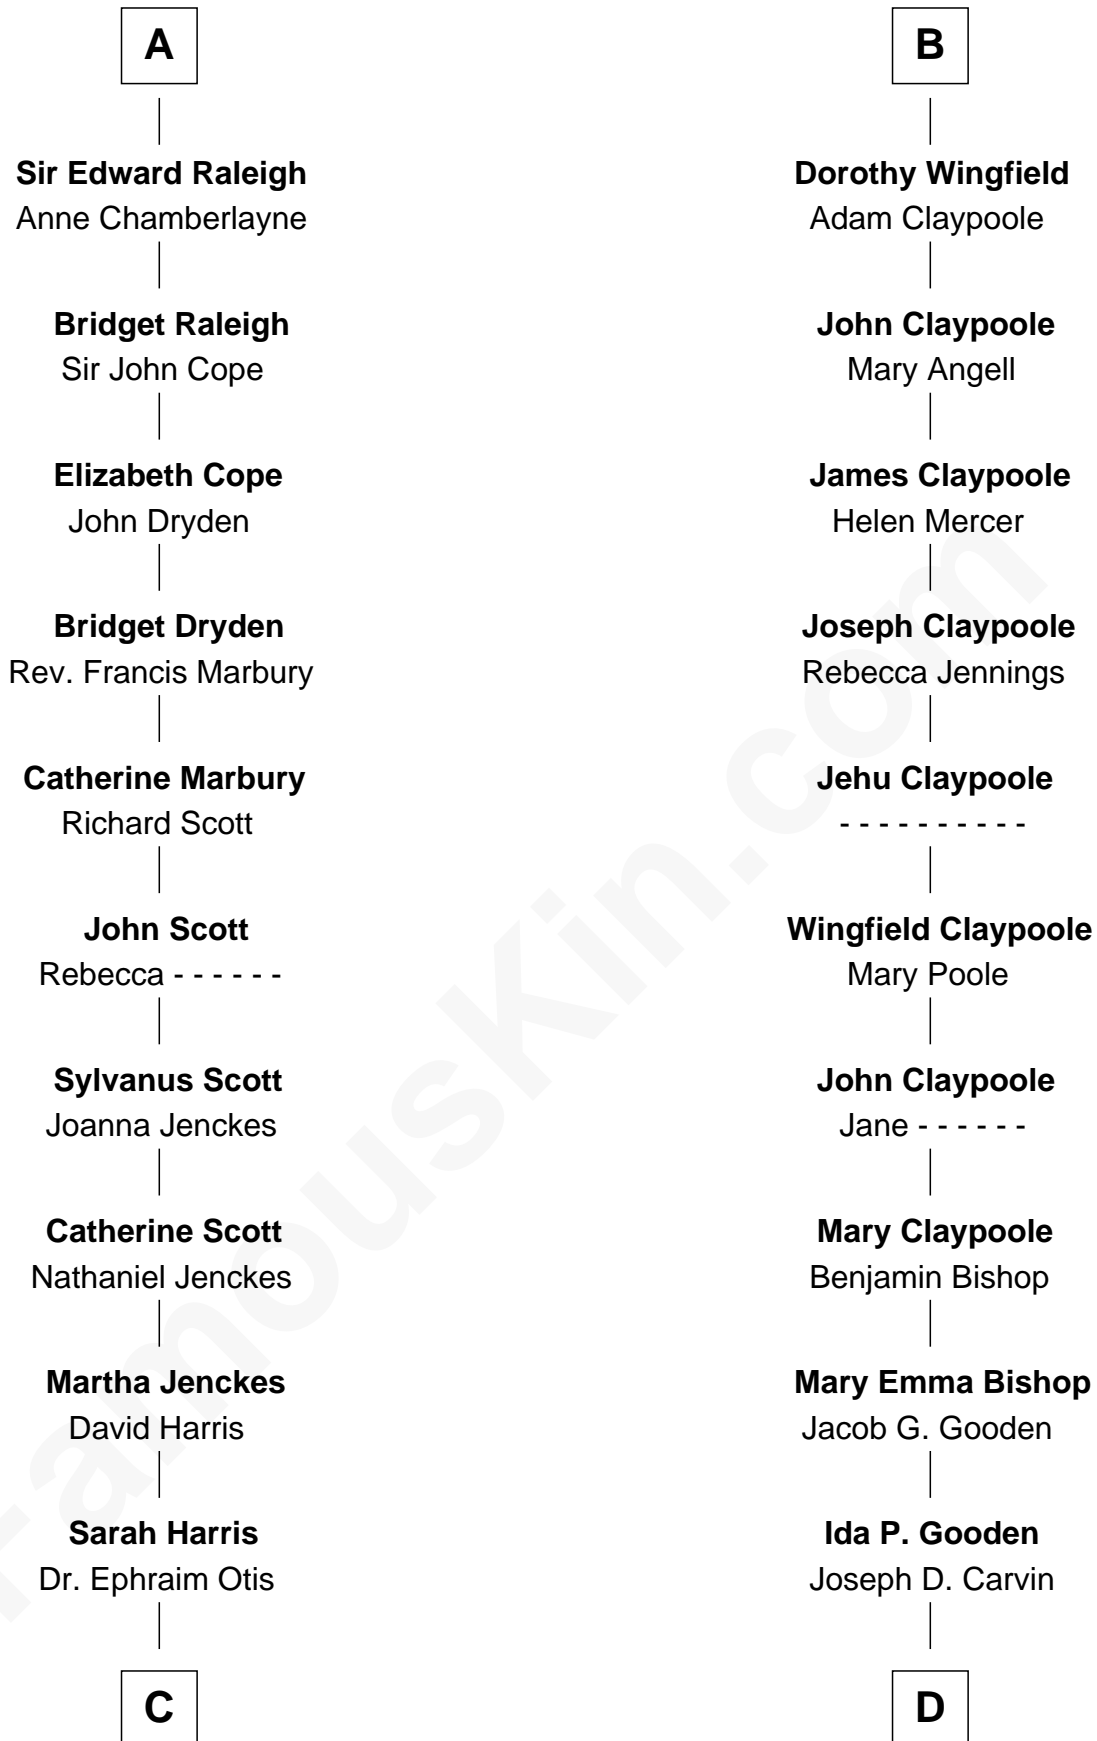 A
Sir Edward Raleigh
Anne Chamberlayne
Bridget Raleigh
Sir John Cope
Elizabeth Cope
John Dryden
Bridget Dryden
Rev. Francis Marbury
Catherine Marbury
Richard Scott
John Scott
Rebecca - - - - - -
Sylvanus Scott
Joanna Jenckes
Catherine Scott
Nathaniel Jenckes
Martha Jenckes
David Harris
Sarah Harris
Dr. Ephraim Otis
C
B
Dorothy Wingfield
Adam Claypoole
John Claypoole
Mary Angell
James Claypoole
Helen Mercer
Joseph Claypoole
Rebecca Jennings
Jehu Claypoole
- - - - - - - - - -
Wingfield Claypoole
Mary Poole
John Claypoole
Jane - - - - - -
Mary Claypoole
Benjamin Bishop
Mary Emma Bishop
Jacob G. Gooden
Ida P. Gooden
Joseph D. Carvin
D
FamousKin.com